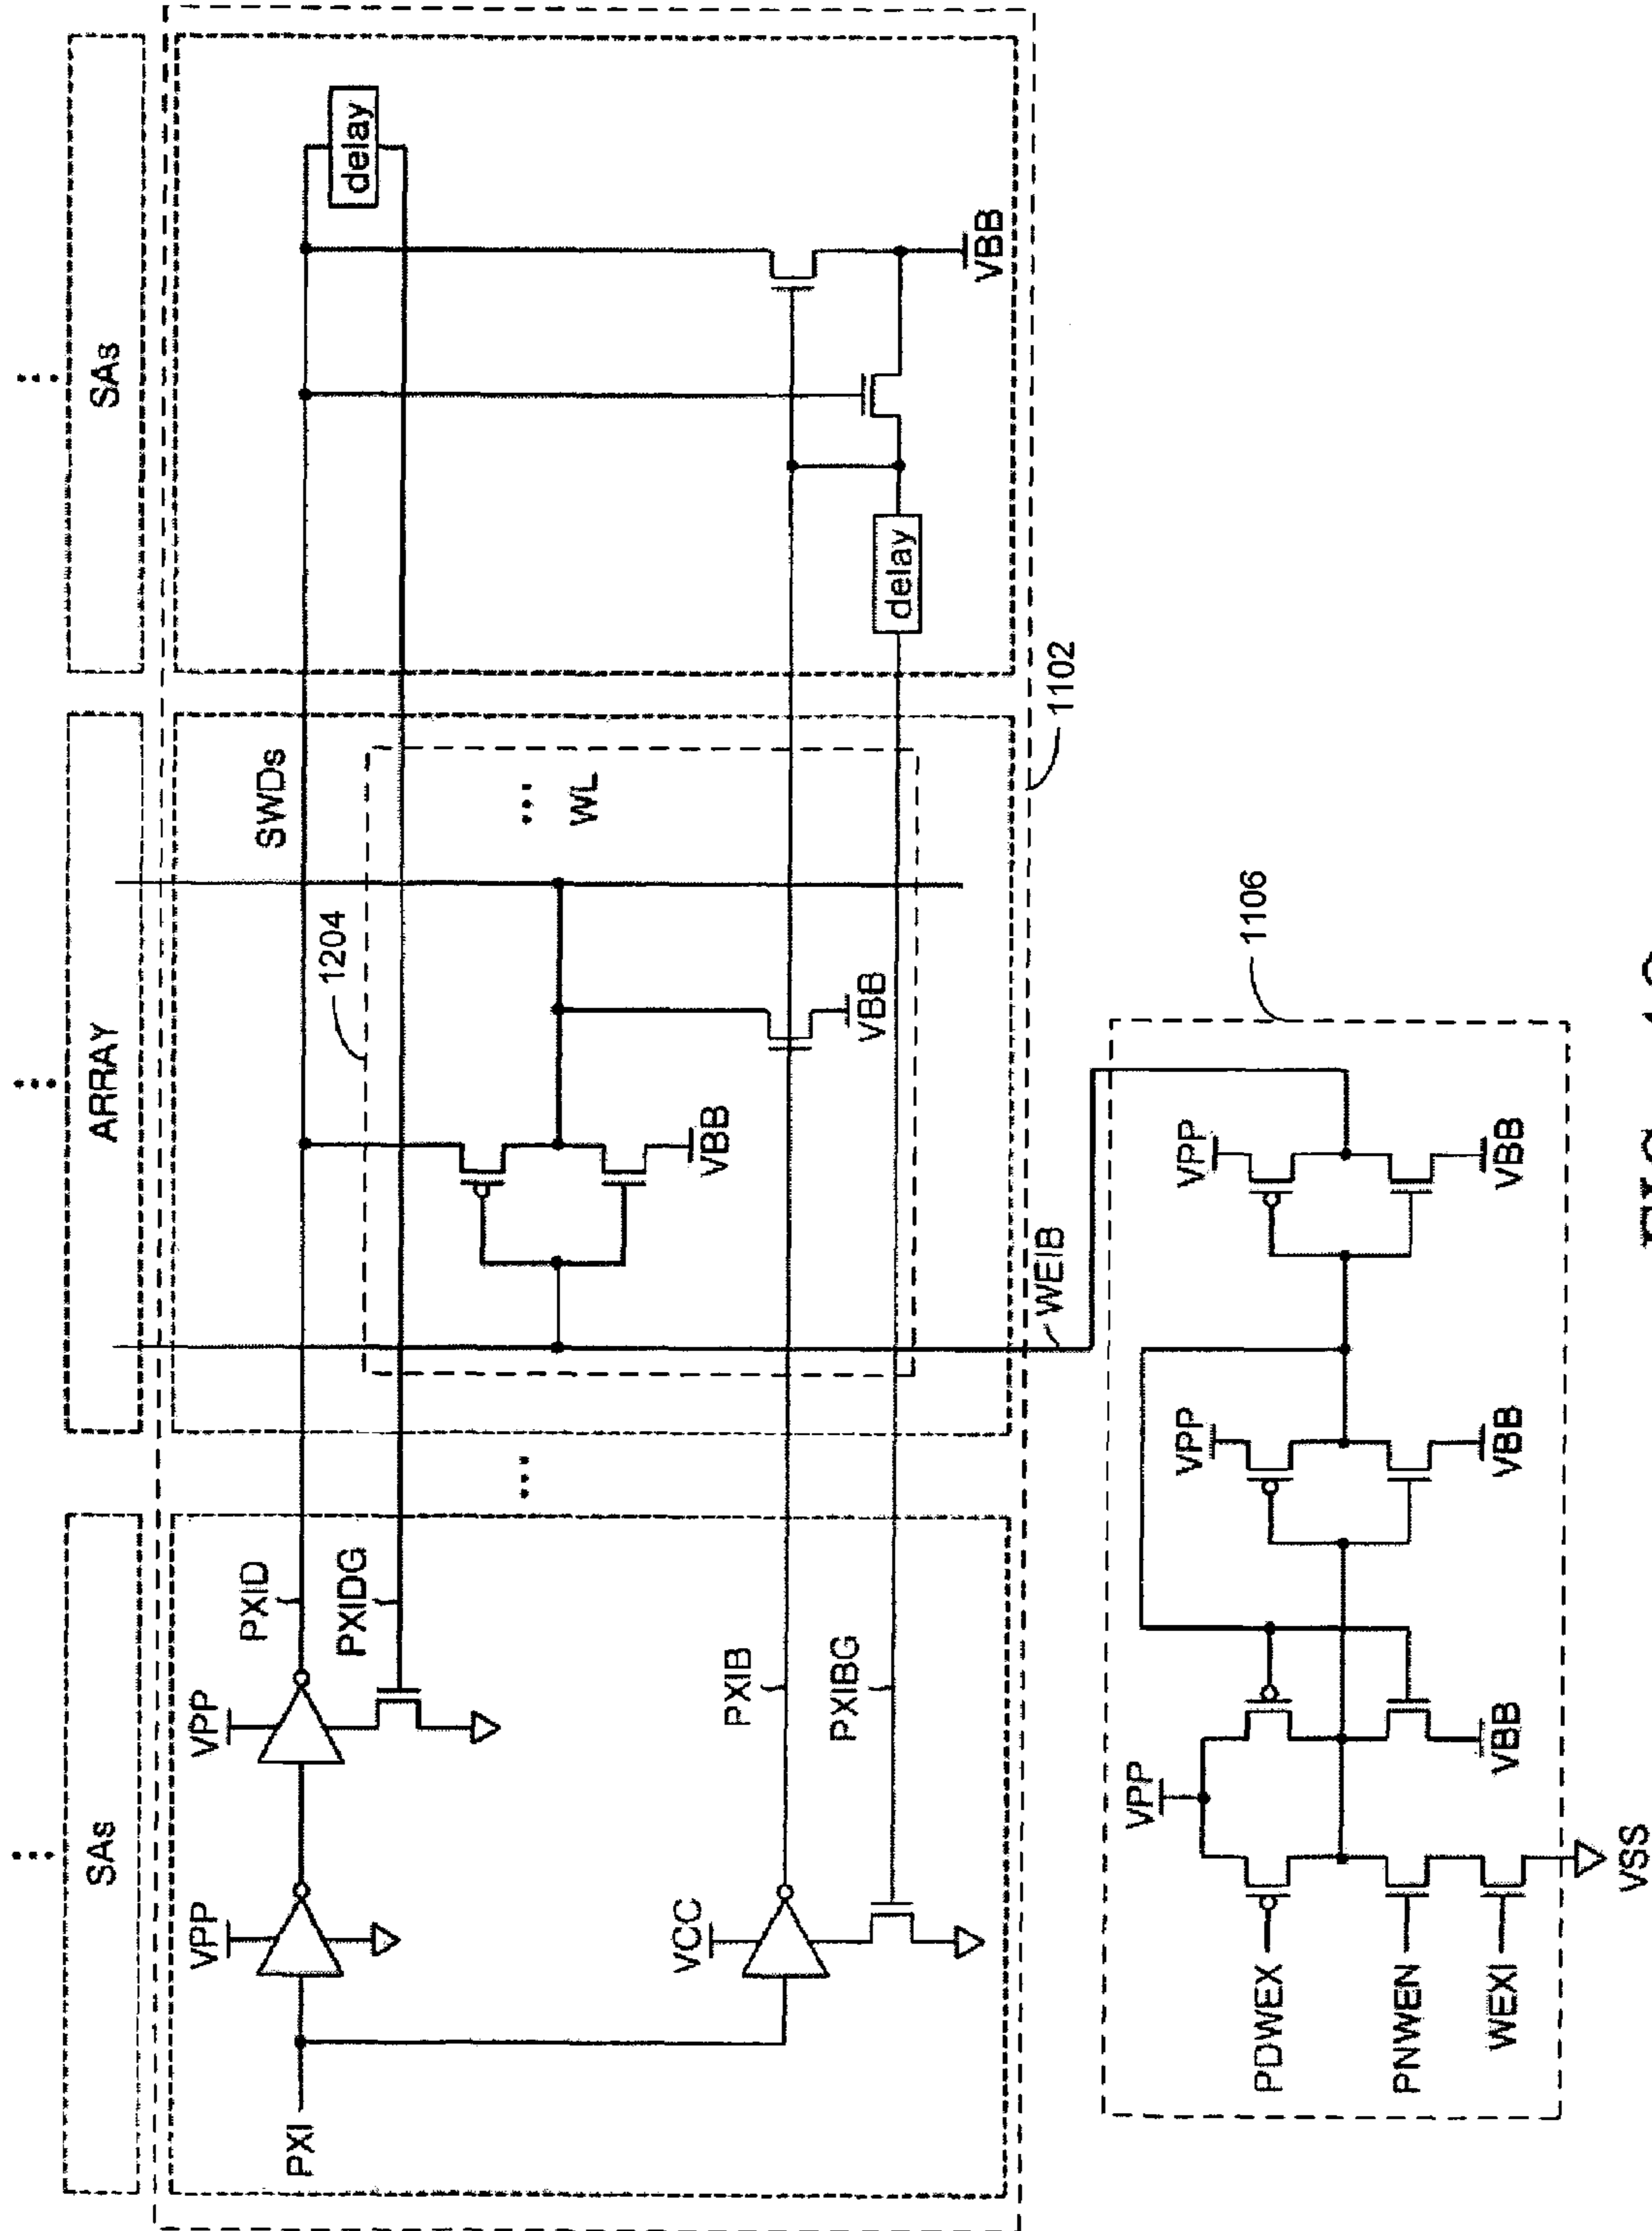 SAs
ARRAY
SAs
PXI
VPP
VPP
PXID
PXIDG
SWDs
delay
1204
WL
VBB
VBB
VCC
PXIB
PXIBG
delay
VBB
WEIB
1102
1106
VPP
VPP
VPP
PDWEX
PNWEN
WEXI
VBB
VBB
VBB
VSS